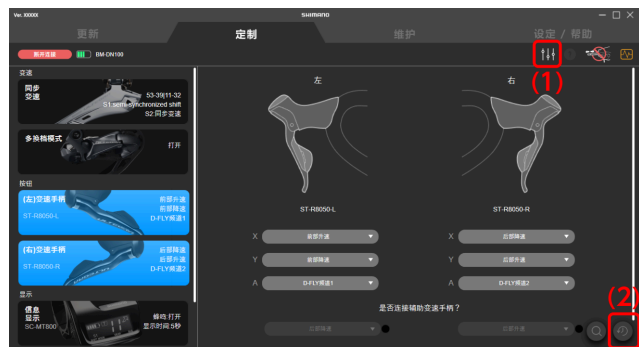 Ver. XXXXX
SHIMANO
更新
定制
维护
设定 / 帮助
断开连接
BM-DN100
(1)
变速
同步
变速
53-39|11-32
S1:semi-synchronized shift
S2:同步变速
多换档模式
打开
按钮
(左)变速手柄
ST-R8050-L
前部升速
前部降速
D-FLY频道1
(右)变速手柄
ST-R8050-R
后部降速
后部升速
D-FLY频道2
显示
信息
显示
SC-MT800
蜂鸣:打开
显示时间:5秒
左
右
ST-R8050-L
ST-R8050-R
X
前部升速
X
后部降速
Y
前部降速
Y
后部升速
A
D-FLY频道1
A
D-FLY频道2
是否连接辅助变速手柄？
后部降速
后部升速
(2)